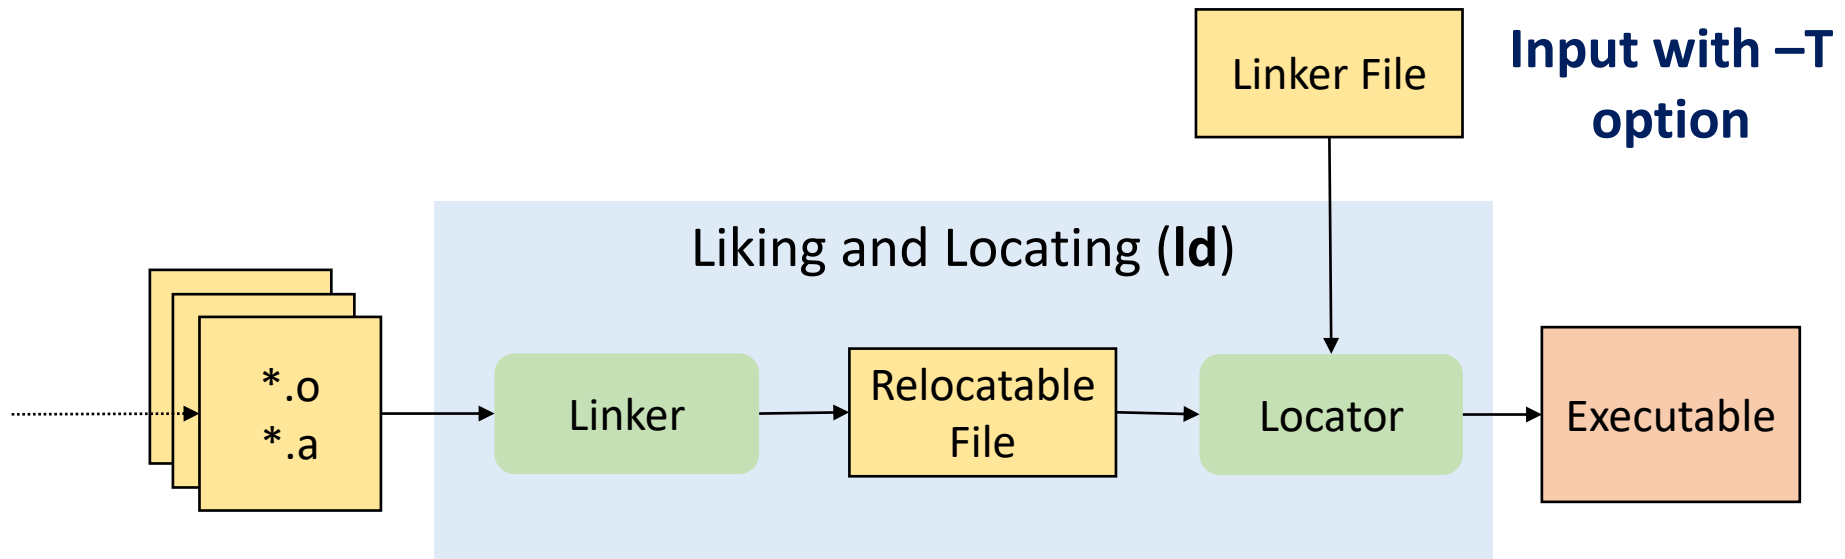 Linker File
Input with –T
option
Liking and Locating (ld)
*.o
*.a
Linker
Relocatable
File
Locator
Executable